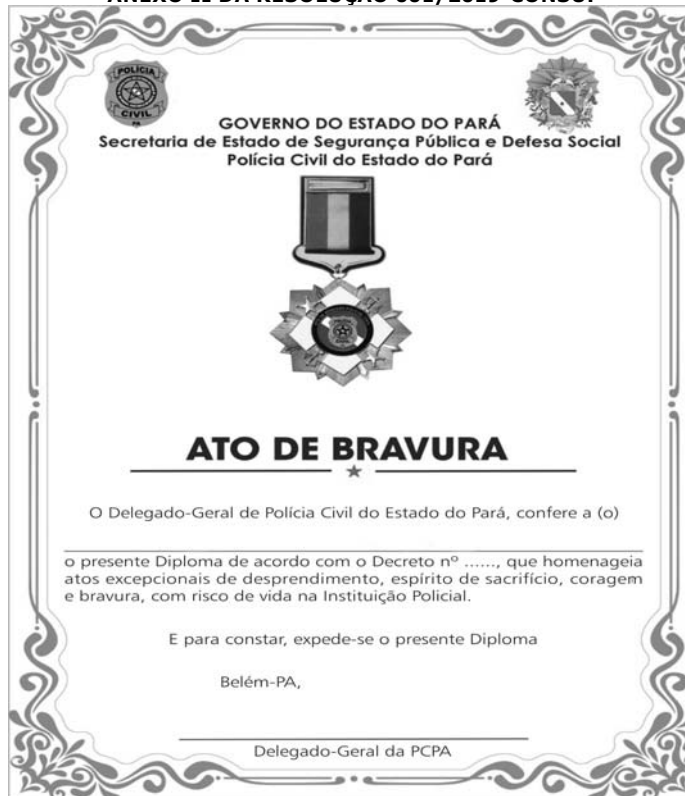 POLÍCIA
CIVIL
PA
GOVERNO DO ESTADO DO PARÁ
Secretaria de Estado de Segurança Pública e Defesa Social
Polícia Civil do Estado do Pará
ATO DE BRAVURA
O Delegado-Geral de Polícia Civil do Estado do Pará, confere a (o)
o presente Diploma de acordo com o Decreto nº ......, que homenageia
atos excepcionais de desprendimento, espírito de sacrifício, coragem
e bravura, com risco de vida na Instituição Policial.
E para constar, expede-se o presente Diploma
Belém-PA,
Delegado-Geral da PCPA